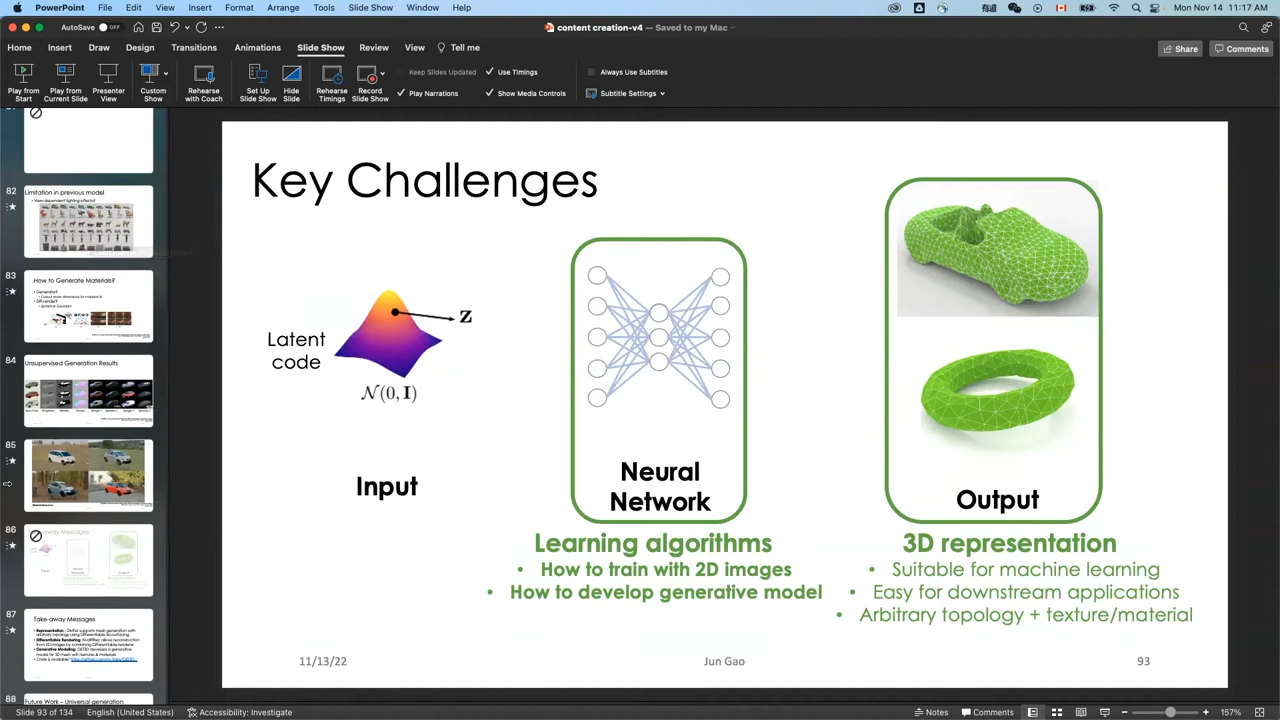 PowerPoint File Edit View Insert Format Arrange Tools Slide Show Window Help Mon Nov 14 11:17 AM
AutoSave OFF content creation-v4 — Saved to my Mac
Home Insert Draw Design Transitions Animations Slide Show Review View Tell me Share Comments
Keep Slides Updated Use Timings Always Use Subtitles
Play from Start Play from Current Slide Presenter View Custom Show Rehearse with Coach Set Up Slide Show Hide Slide Rehearse Timings Record Slide Show Play Narrations Show Media Controls Subtitle Settings
82
Limitation in previous model
83
How to Generate Materials?
84
Unsupervised Generation Results
85
86
87
Take-away Messages
88
Future Work – Universal generation
Key Challenges
Latent
code
Z
𝒩(0, I)
Input
Neural
Network
Output
Learning algorithms
• How to train with 2D images
• How to develop generative model
3D representation
• Suitable for machine learning
• Easy for downstream applications
• Arbitrary topology + texture/material
11/13/22 Jun Gao 93
Slide 93 of 134 English (United States) Accessibility: Investigate Notes Comments 157%